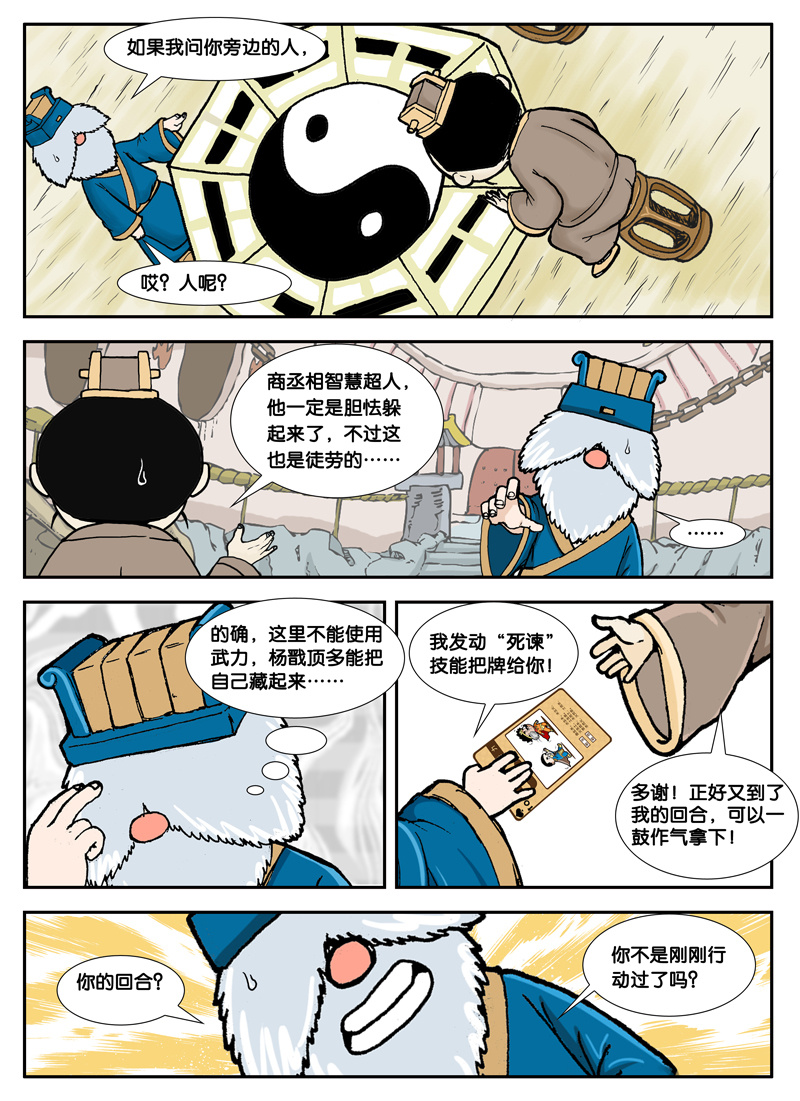 如果我问你旁边的人，
哎？人呢？
商丞相智慧超人，
他一定是胆怯躲
起来了，不过这
也是徒劳的……
……
的确，这里不能使用
武力，杨戬顶多能把
自己藏起来……
我发动“死谏”
技能把牌给你！
多谢！正好又到了
我的回合，可以一
鼓作气拿下！
你的回合？
你不是刚刚行
动过了吗？